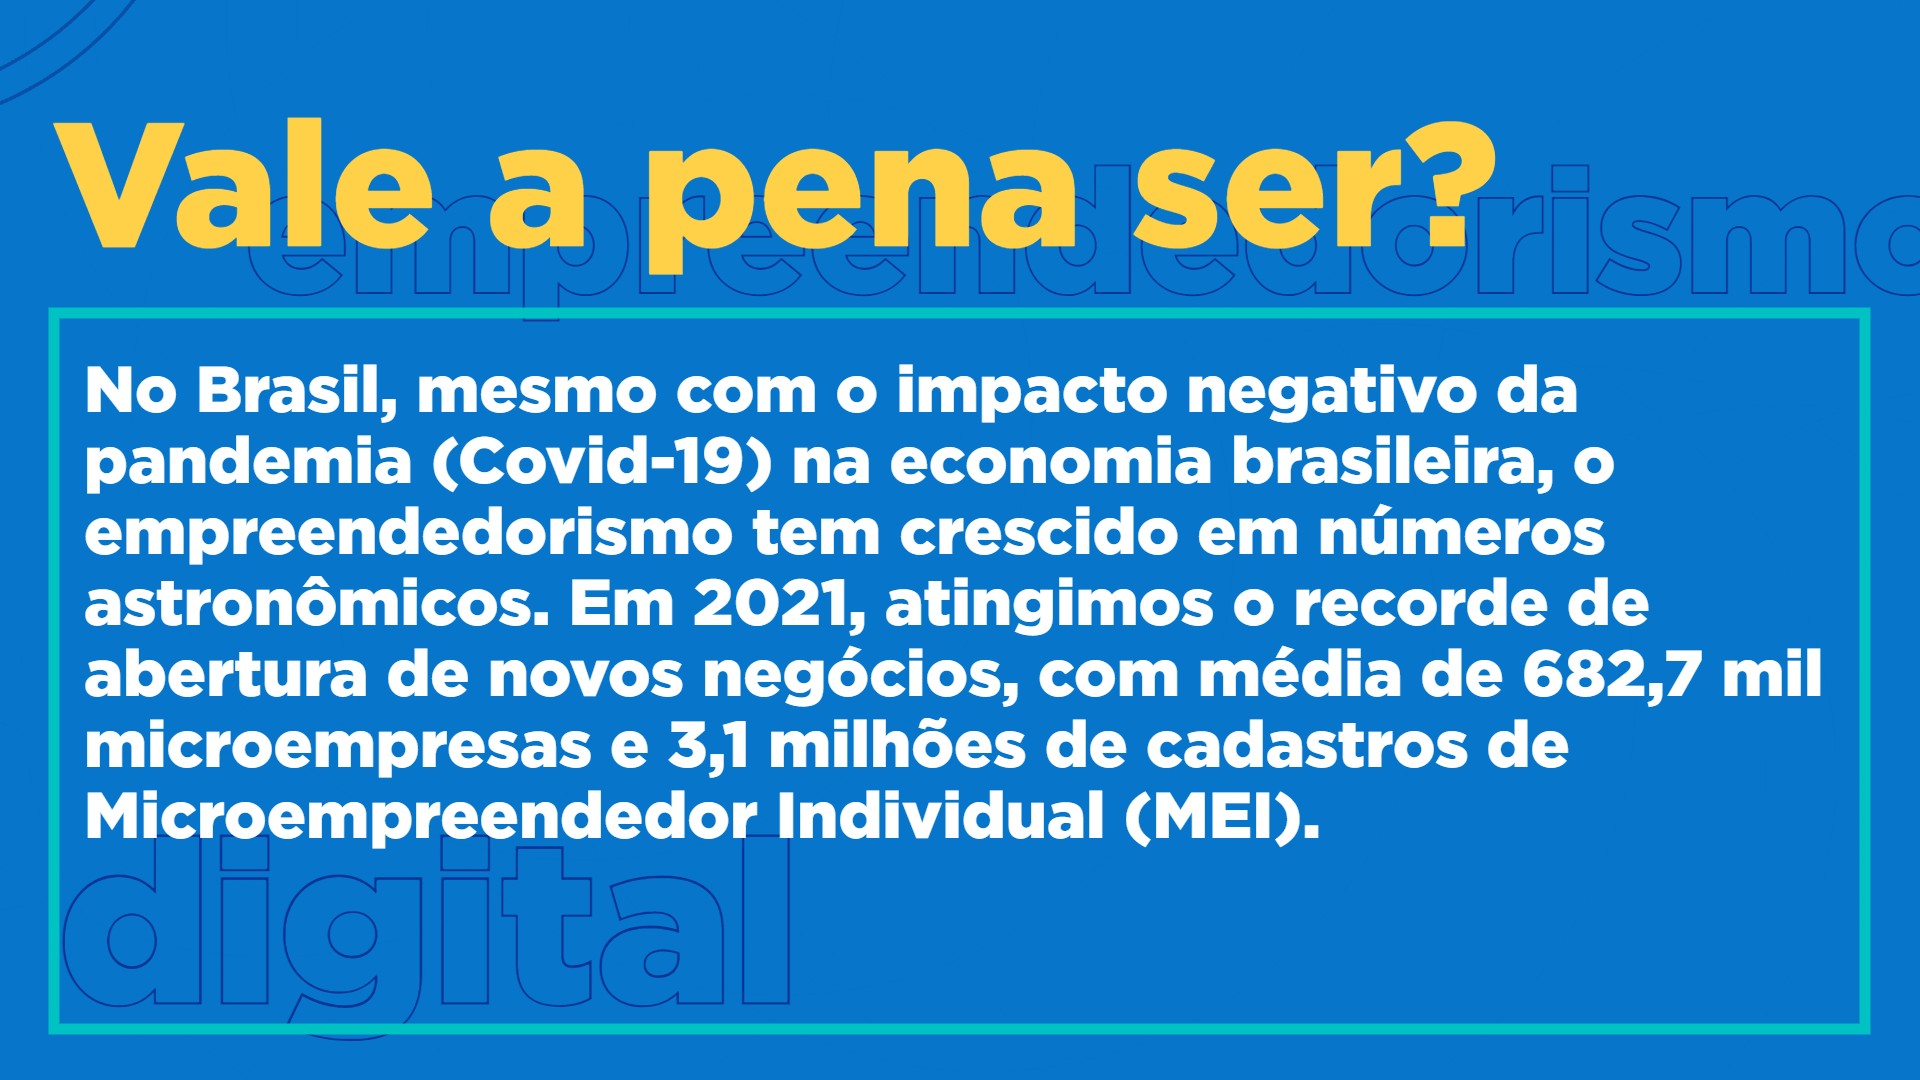 Vale a pena ser?
empreendedorismo
No Brasil, mesmo com o impacto negativo da
pandemia (Covid-19) na economia brasileira, o
empreendedorismo tem crescido em números
astronômicos. Em 2021, atingimos o recorde de
abertura de novos negócios, com média de 682,7 mil
microempresas e 3,1 milhões de cadastros de
Microempreendedor Individual (MEI).
digital